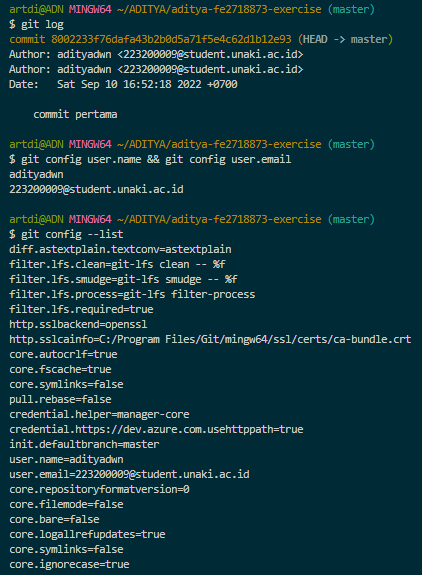 artdi@ADN MINGW64 ~/ADITYA/aditya-fe2718873-exercise (master)
$ git log
commit 8002233f76dafa43b2b0d5a71f5e4c62d1b12e93 (HEAD -> master)
Author: adityadwn <223200009@student.unaki.ac.id>
Author: adityadwn <223200009@student.unaki.ac.id>
Date:   Sat Sep 10 16:52:18 2022 +0700
    commit pertama
artdi@ADN MINGW64 ~/ADITYA/aditya-fe2718873-exercise (master)
$ git config user.name && git config user.email
adityadwn
223200009@student.unaki.ac.id
artdi@ADN MINGW64 ~/ADITYA/aditya-fe2718873-exercise (master)
$ git config --list
diff.astextplain.textconv=astextplain
filter.lfs.clean=git-lfs clean -- %f
filter.lfs.smudge=git-lfs smudge -- %f
filter.lfs.process=git-lfs filter-process
filter.lfs.required=true
http.sslbackend=openssl
http.sslcainfo=C:/Program Files/Git/mingw64/ssl/certs/ca-bundle.crt
core.autocrlf=true
core.fscache=true
core.symlinks=false
pull.rebase=false
credential.helper=manager-core
credential.https://dev.azure.com.usehttppath=true
init.defaultbranch=master
user.name=adityadwn
user.email=223200009@student.unaki.ac.id
core.repositoryformatversion=0
core.filemode=false
core.bare=false
core.logallrefupdates=true
core.symlinks=false
core.ignorecase=true